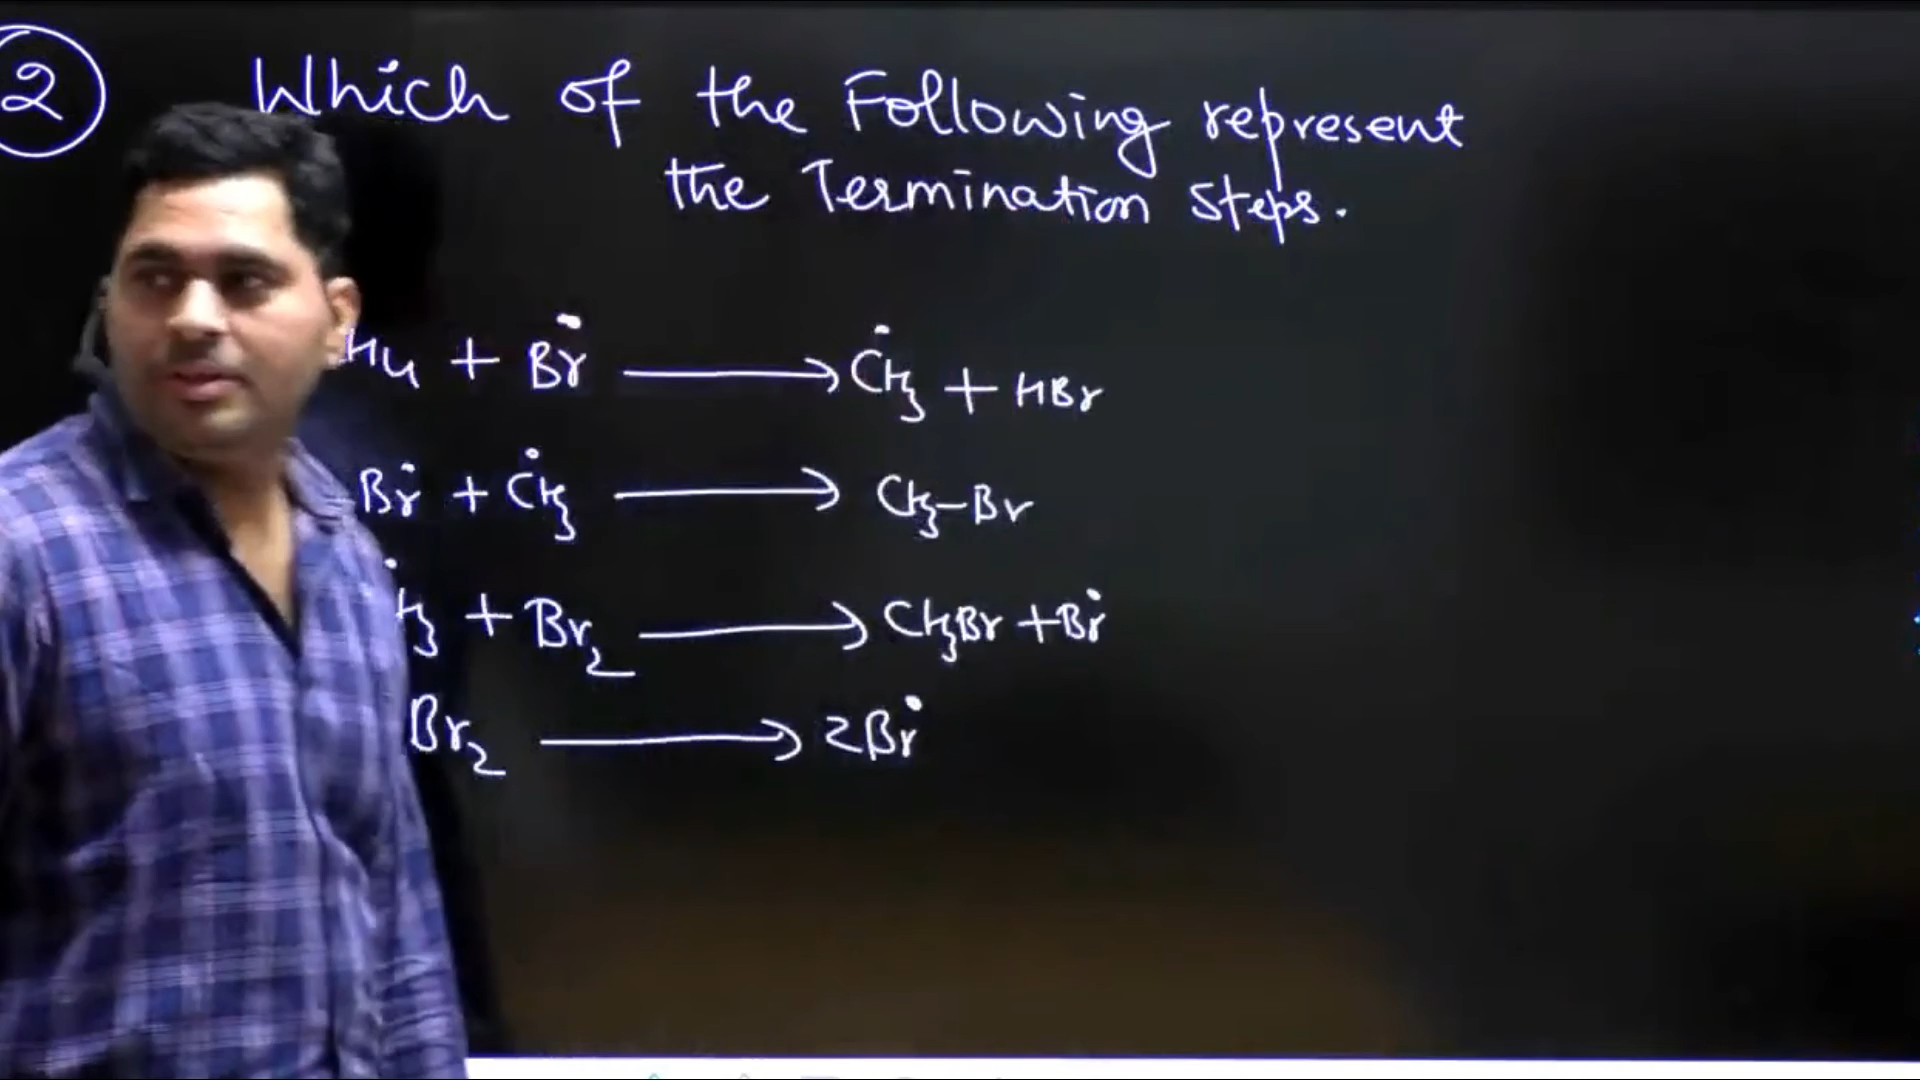 2 Which of the Following represent
the Termination steps.
H4 + Br• → •CH3 + HBr
Br• + •CH3 → CH3-Br
+ Br2 → CH3Br + Br•
Br2 → 2Br•